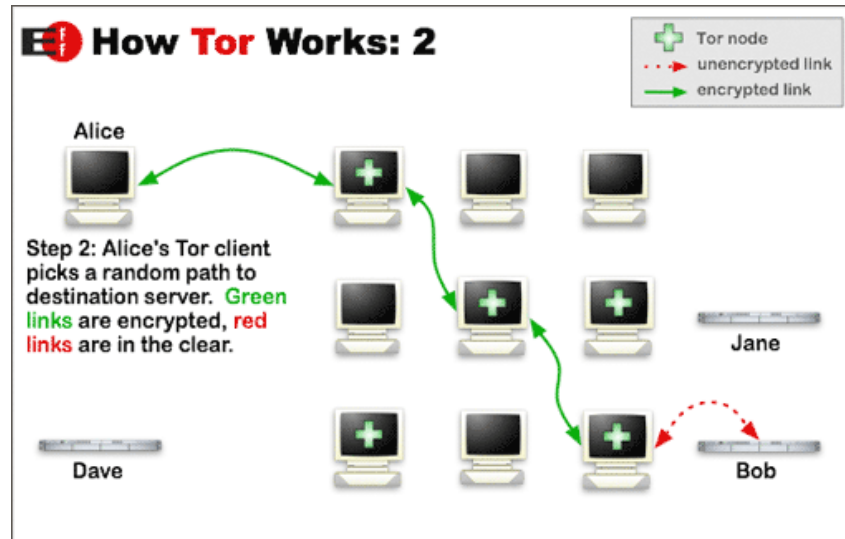 EFF How Tor Works: 2
Tor node
unencrypted link
encrypted link
Alice
Step 2: Alice's Tor client
picks a random path to
destination server. Green
links are encrypted, red
links are in the clear.
Jane
Dave
Bob